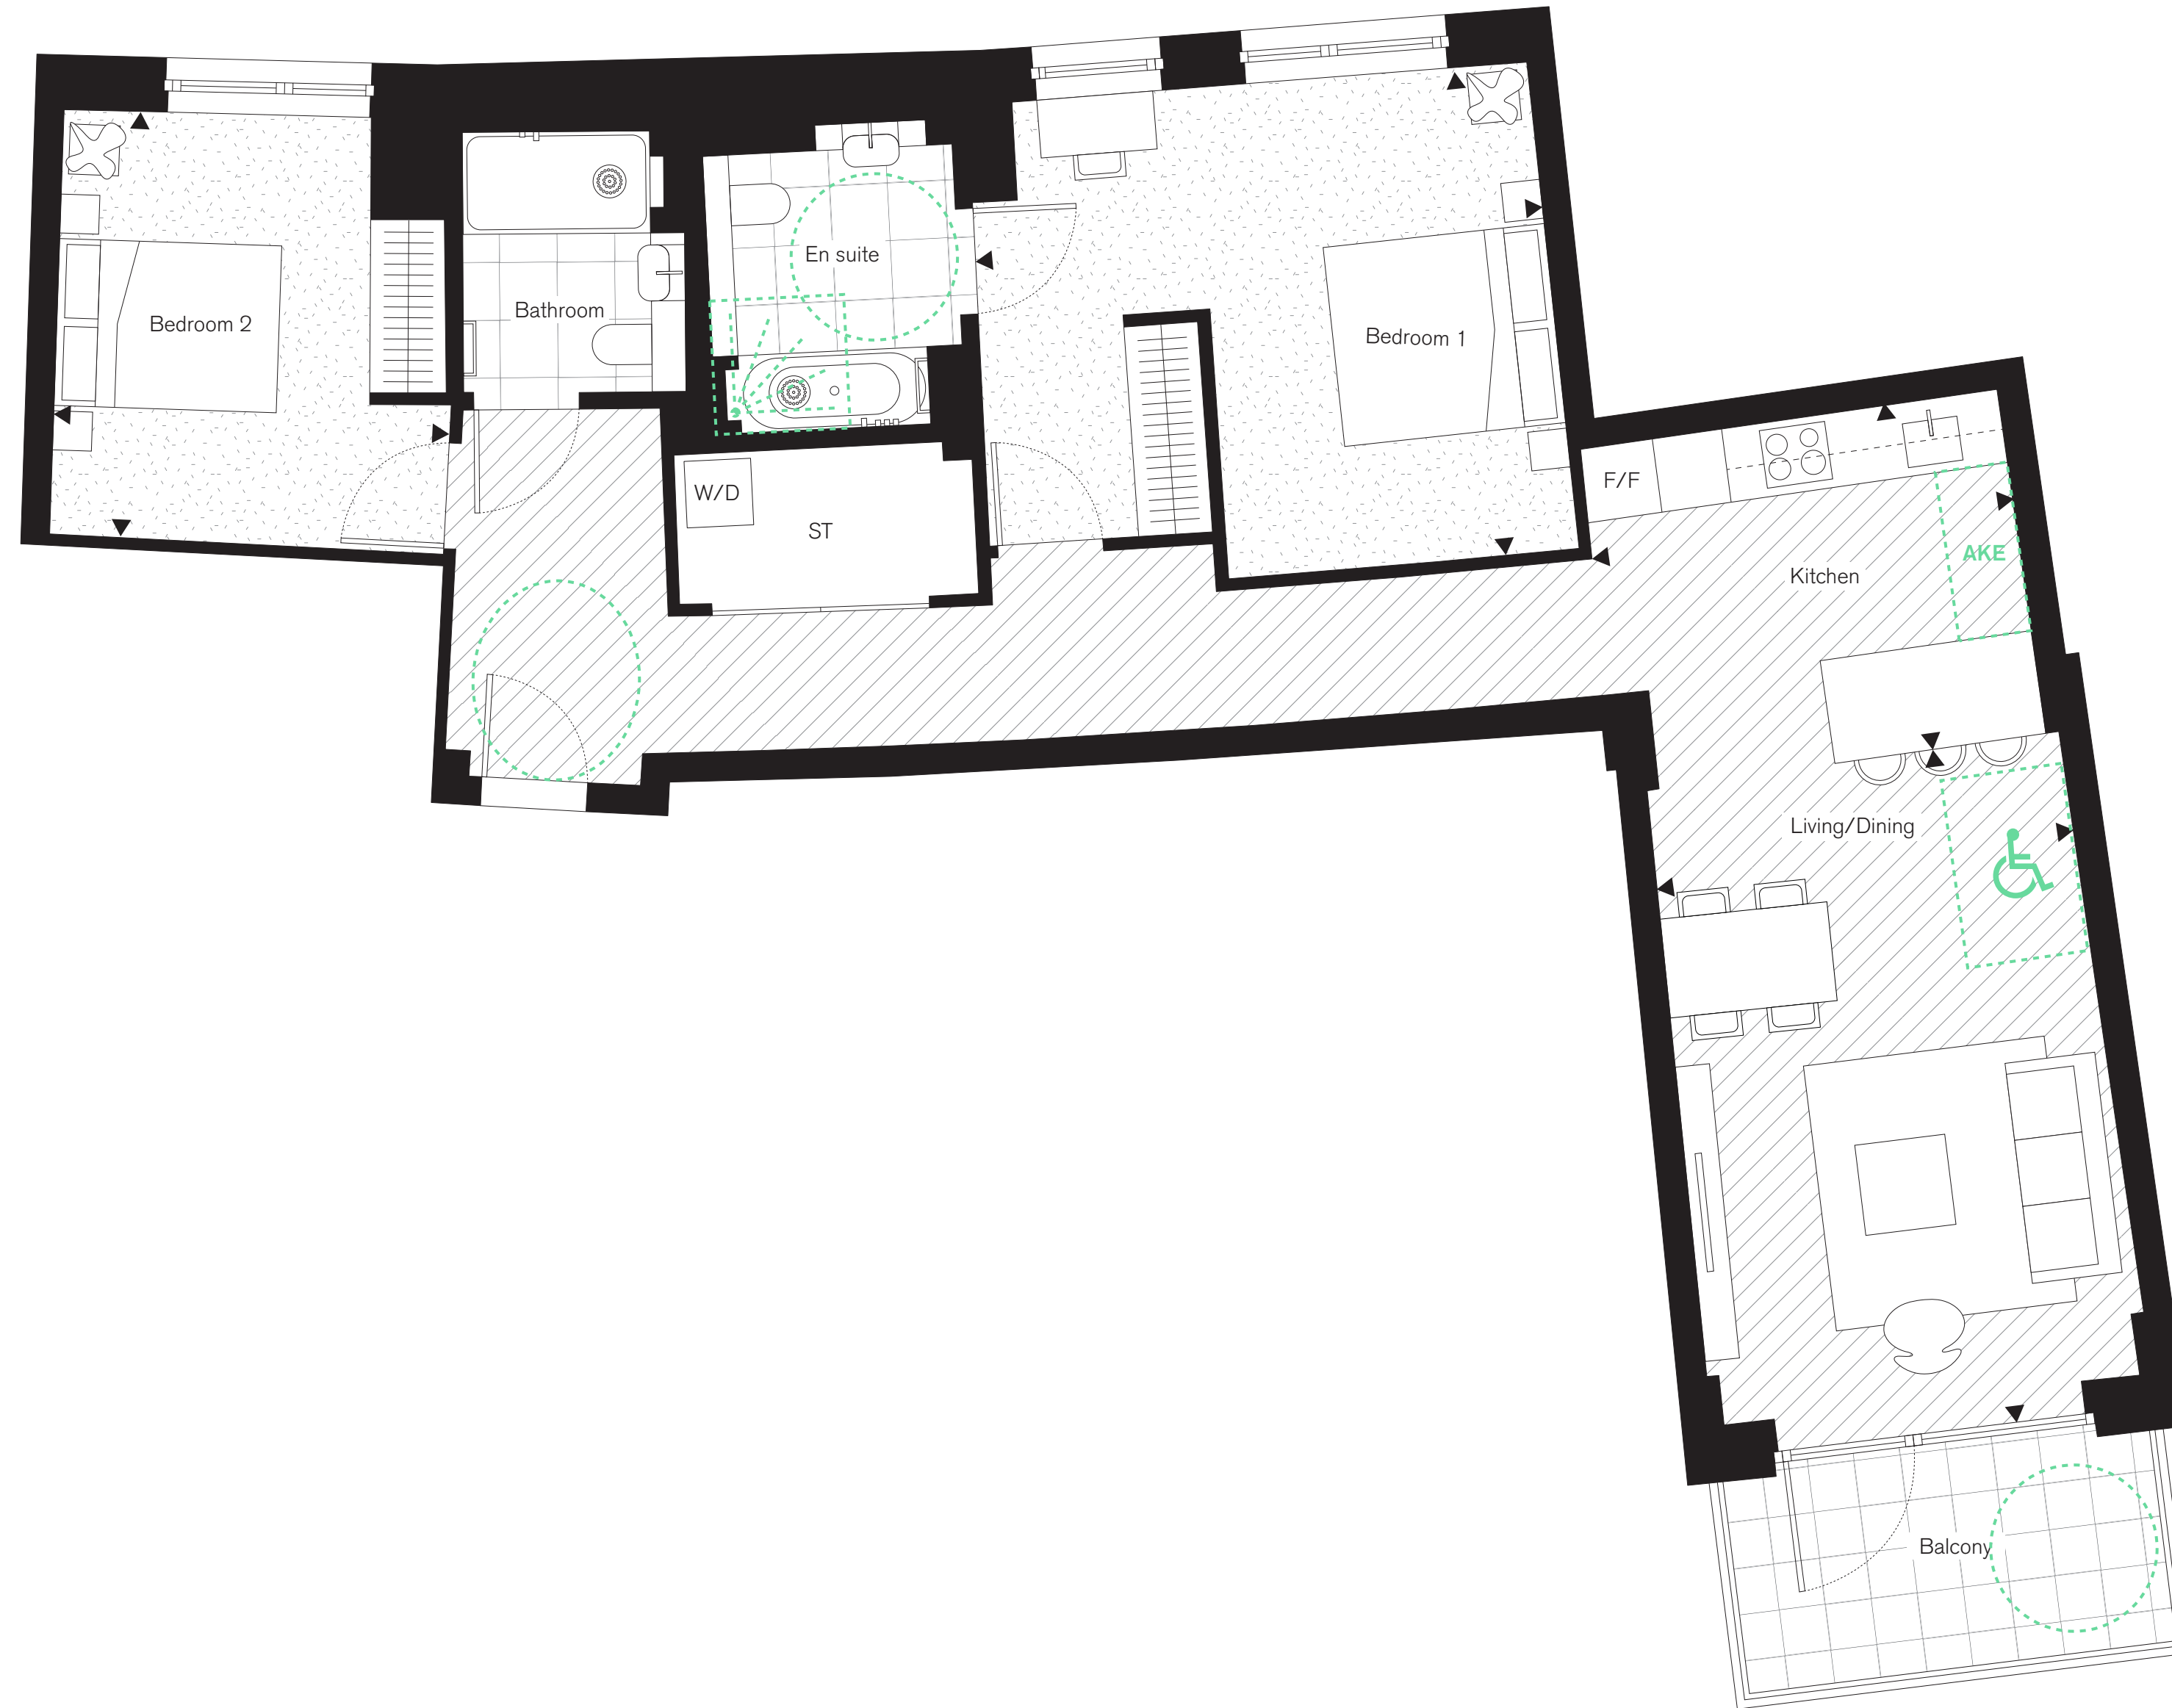 Bedroom 2
Bathroom
En suite
Bedroom 1
W/D
ST
F/F
AKE
Kitchen
Living/Dining
Balcony